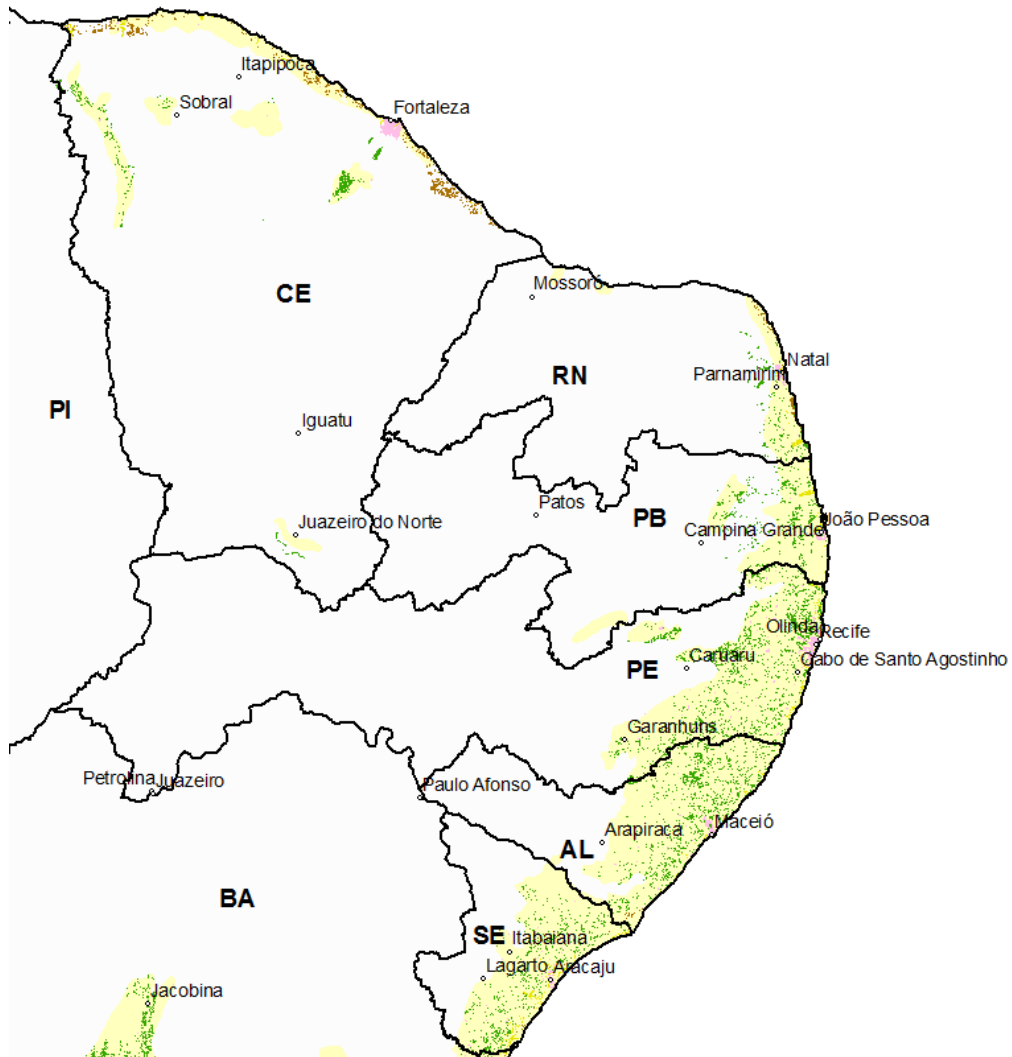 Itapipoca
Sobral
Fortaleza
Mossoró
CE
Natal
RN
Parnamirim
PI
Iguatu
Patos
PB
João Pessoa
Juazeiro do Norte
Campina Grande
Olinda
Recife
Caruaru
PE
Cabo de Santo Agostinho
Garanhuns
Petrolina
Juazeiro
Paulo Afonso
Arapiraca
Maceió
AL
BA
SE
Itabaiana
Lagarto
Aracaju
Jacobina